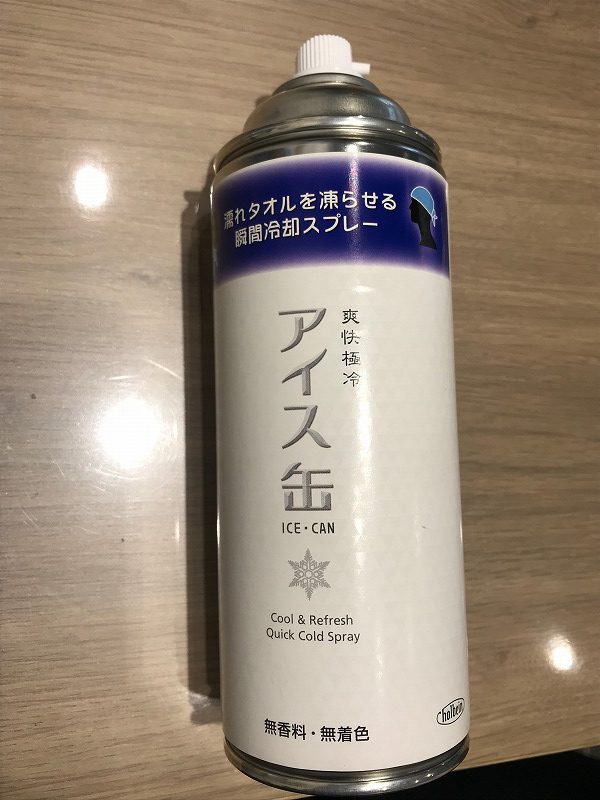 濡れタオルを凍らせる
瞬間冷却スプレー
爽快極冷
アイス缶
ICE・CAN
Cool & Refresh
Quick Cold Spray
無香料・無着色
holbein